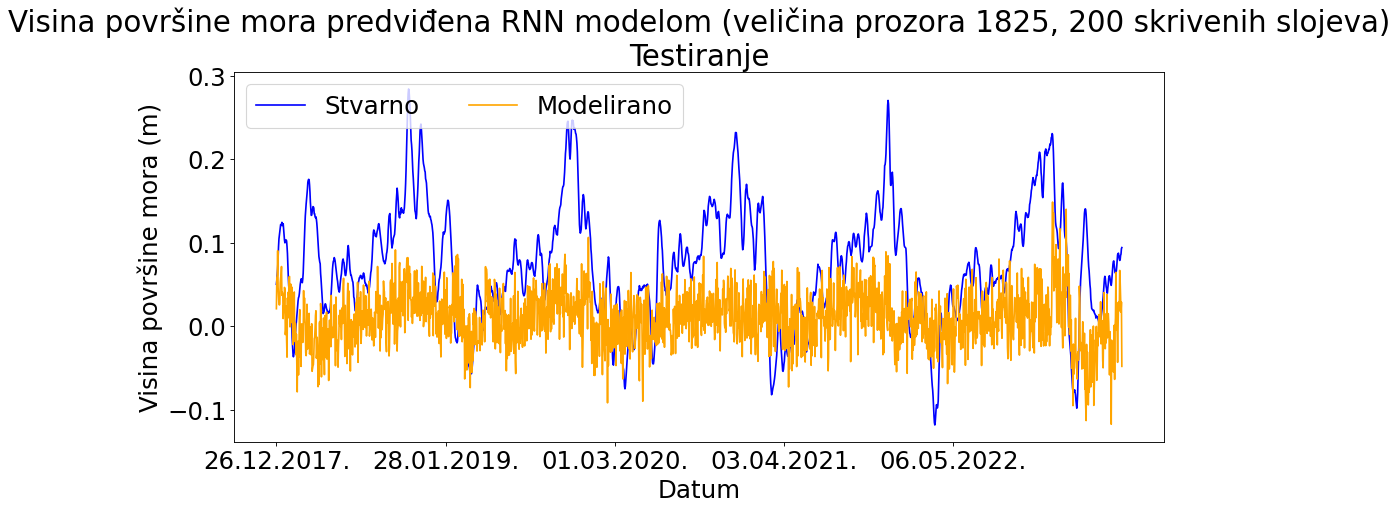 Visina površine mora predviđena RNN modelom (veličina prozora 1825, 200 skrivenih slojeva)
Testiranje
Stvarno Modelirano
Visina površine mora (m)
0.3
0.2
0.1
0.0
−0.1
26.12.2017. 28.01.2019. 01.03.2020. 03.04.2021. 06.05.2022.
Datum